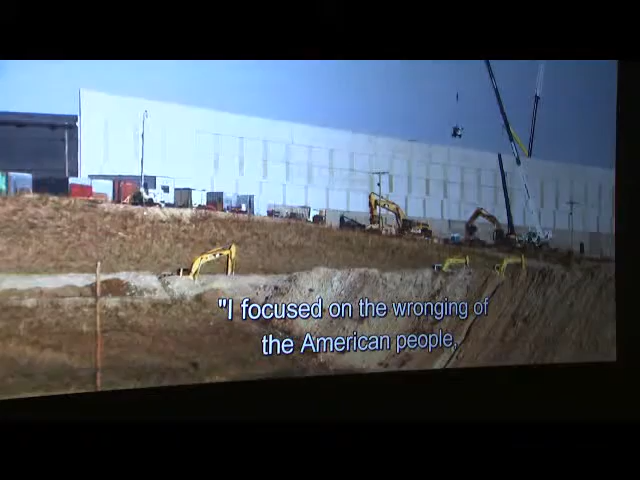 "I focused on the wronging of
the American people,